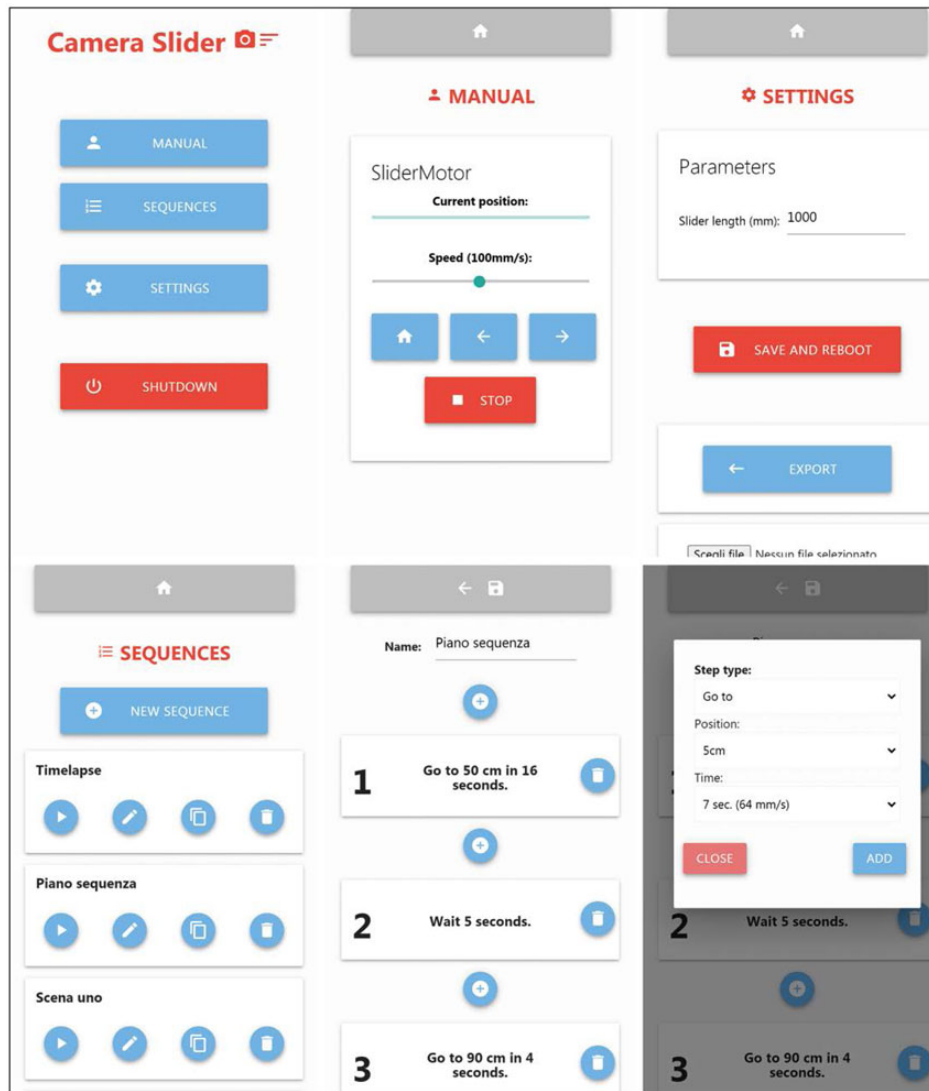 Camera Slider
MANUAL
SEQUENCES
SETTINGS
SHUTDOWN
MANUAL
SliderMotor
Current position:
Speed (100mm/s):
STOP
SETTINGS
Parameters
Slider length (mm): 1000
SAVE AND REBOOT
EXPORT
Scegli file Nessun file selezionato
SEQUENCES
NEW SEQUENCE
Timelapse
Piano sequenza
Scena uno
Name: Piano sequenza
1
Go to 50 cm in 16
seconds.
2
Wait 5 seconds.
3
Go to 90 cm in 4
seconds.
Step type:
Go to
Position:
5cm
Time:
7 sec. (64 mm/s)
CLOSE
ADD
2
Wait 5 seconds.
3
Go to 90 cm in 4
seconds.